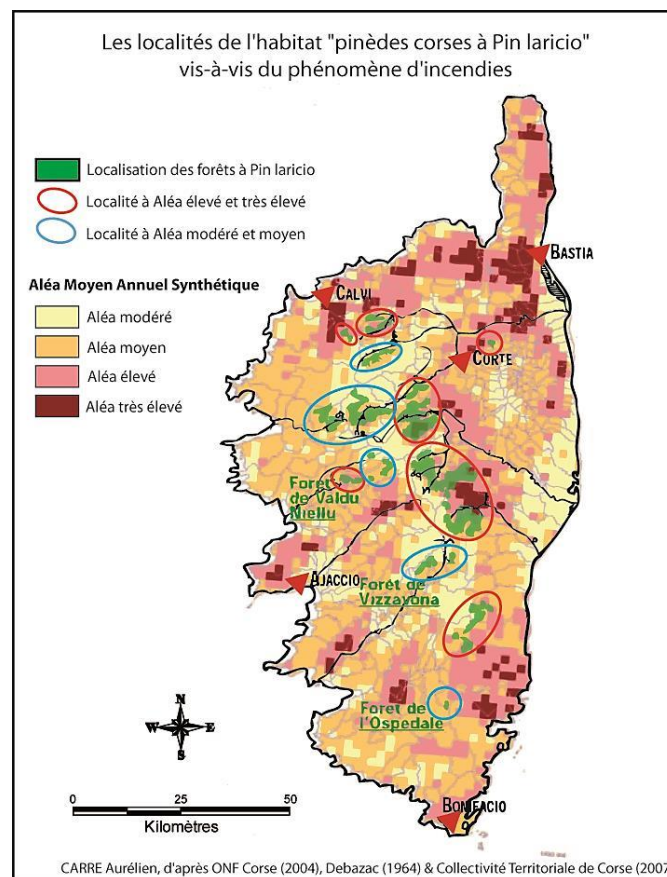 Les localités de l'habitat "pinèdes corses à Pin laricio"
vis-à-vis du phénomène d'incendies
Localisation des forêts à Pin laricio
Localité à Aléa élevé et très élevé
Localité à Aléa modéré et moyen
Aléa Moyen Annuel Synthétique
Aléa modéré
Aléa moyen
Aléa élevé
Aléa très élevé
BASTIA
CALVI
CORTE
Foret
de Valdu
Niellu
AJACCIO
Foret de
Vizzavona
Foret de
l'Ospedale
BONIFACIO
N
W E
S
0 25 50
Kilomètres
CARRE Aurélien, d'après ONF Corse (2004), Debazac (1964) & Collectivité Territoriale de Corse (2007